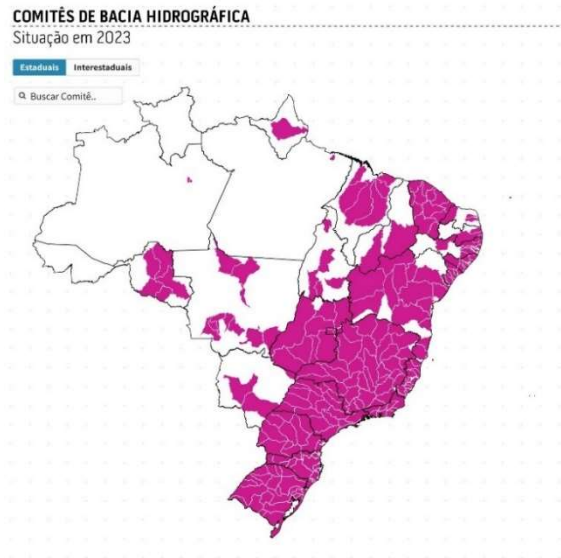 COMITÊS DE BACIA HIDROGRÁFICA
Situação em 2023
Estaduais Interestaduais
Buscar Comitê..